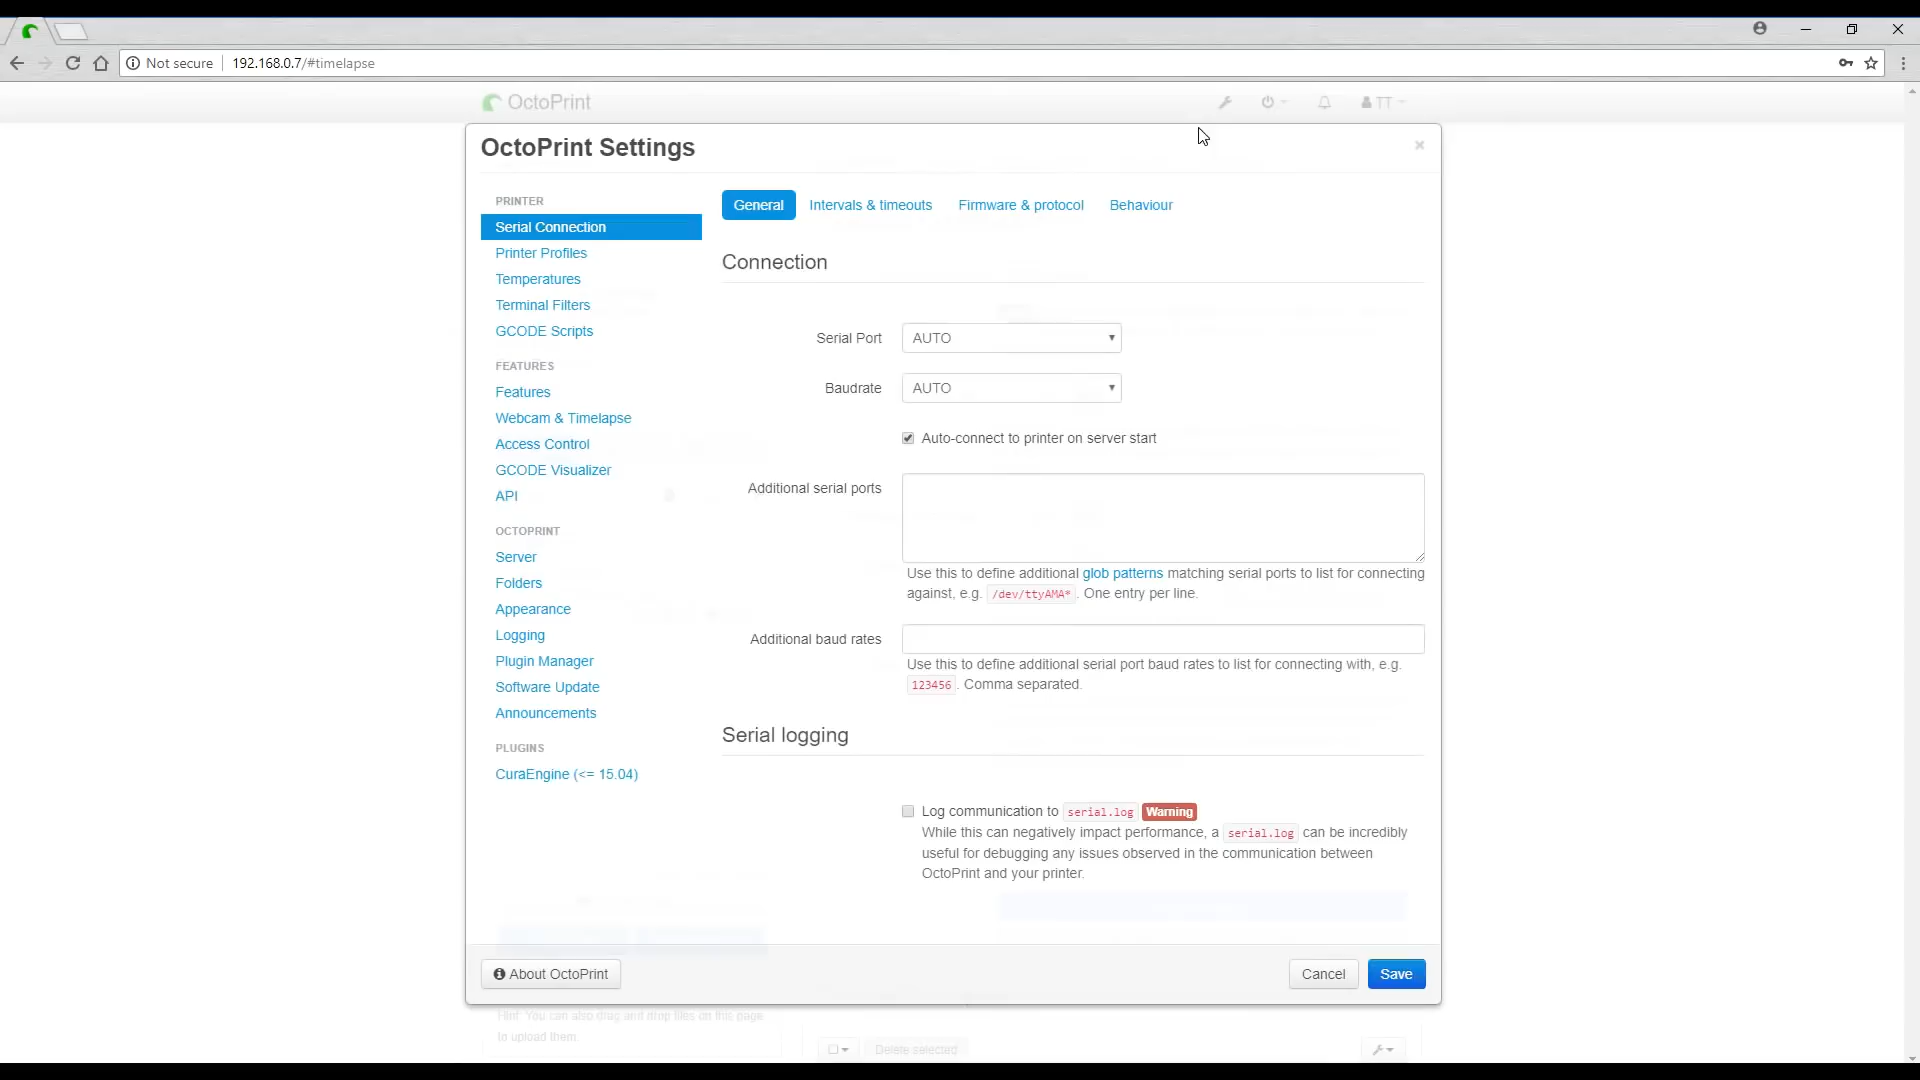 Not secure
192.168.0.7/#timelapse
OctoPrint
TT
OctoPrint Settings
PRINTER
Serial Connection
Printer Profiles
Temperatures
Terminal Filters
GCODE Scripts
FEATURES
Features
Webcam & Timelapse
Access Control
GCODE Visualizer
API
OCTOPRINT
Server
Folders
Appearance
Logging
Plugin Manager
Software Update
Announcements
PLUGINS
CuraEngine (<= 15.04)
General Intervals & timeouts Firmware & protocol Behaviour
Connection
Serial Port AUTO
Baudrate AUTO
Auto-connect to printer on server start
Additional serial ports
Use this to define additional glob patterns matching serial ports to list for connecting
against, e.g. /dev/ttyAMA* . One entry per line.
Additional baud rates
Use this to define additional serial port baud rates to list for connecting with, e.g.
123456 . Comma separated.
Serial logging
Log communication to serial.log Warning
While this can negatively impact performance, a serial.log can be incredibly
useful for debugging any issues observed in the communication between
OctoPrint and your printer.
About OctoPrint
Cancel
Save
Hint: You can also drag and drop files on this page
to upload them.
Delete selected